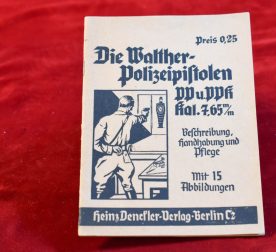 Preis 0,25
Die Walther-
Polizeipistolen
PP u. PPK
Kal. 7,65 m/m
Beschreibung,
Handhabung und
Pflege
Mit 15
Abbildungen
Heinz Denckler-Verlag-Berlin C2